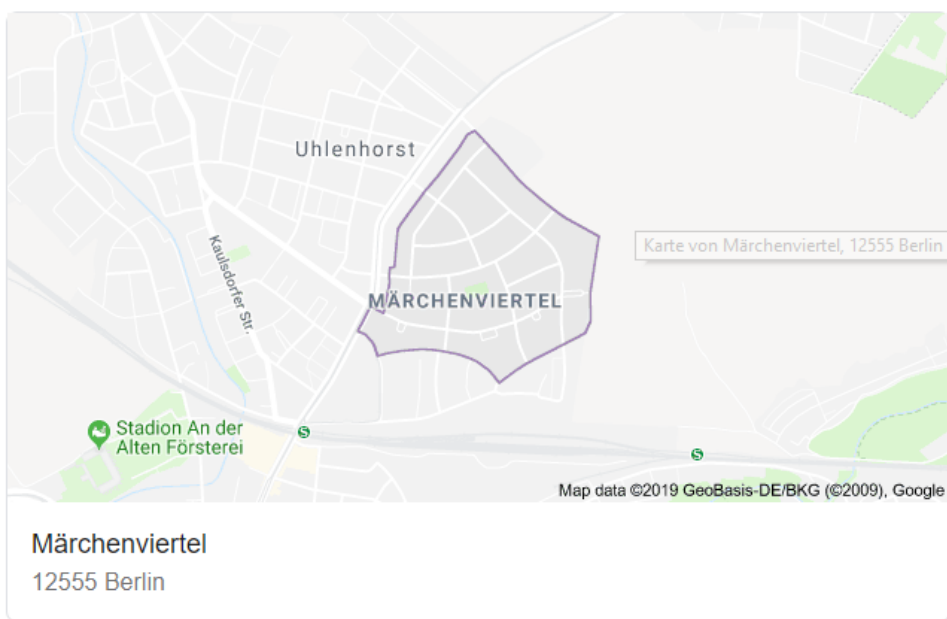 Uhlenhorst
Kaulsdorfer Str.
Karte von Märchenviertel, 12555 Berlin
MÄRCHENVIERTEL
Stadion An der
Alten Försterei
S
S
Map data ©2019 GeoBasis-DE/BKG (©2009), Google
Märchenviertel
12555 Berlin